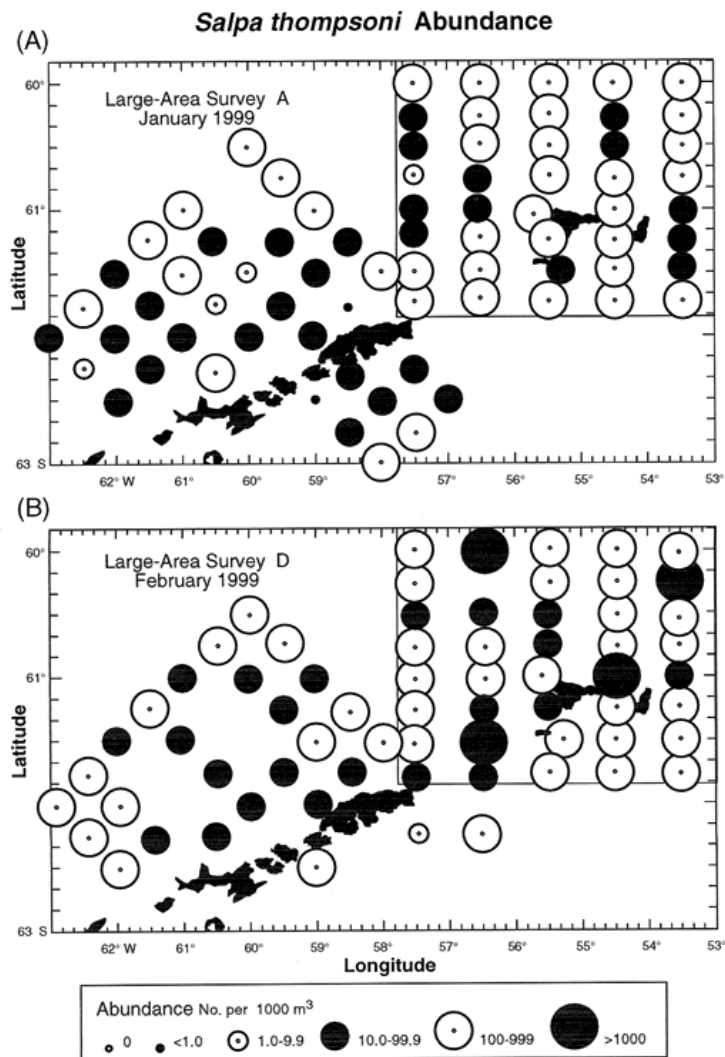 Salpa thompsoni Abundance
(A)
Large-Area Survey A
January 1999
60°
61°
63 S
Latitude
62° W 61° 60° 59° 58° 57° 56° 55° 54° 53°
(B)
Large-Area Survey D
February 1999
60°
61°
63 S
Latitude
62° W 61° 60° 59° 58° 57° 56° 55° 54° 53°
Longitude
Abundance No. per 1000 m³
0 <1.0 1.0-9.9 10.0-99.9 100-999 >1000